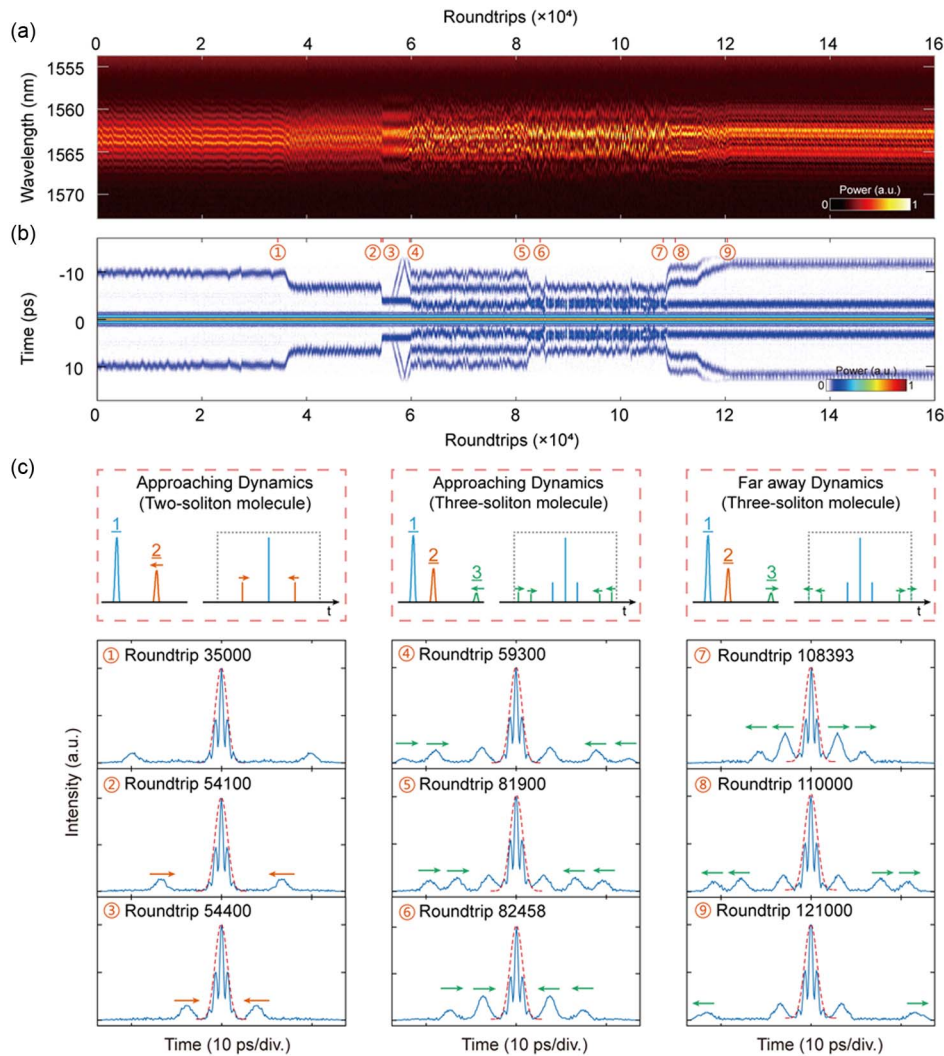 (a)
Roundtrips (×10⁴)
0 2 4 6 8 10 12 14 16
Wavelength (nm)
1555
1560
1565
1570
Power (a.u.)
0 1
(b)
① ② ③ ④ ⑤ ⑥ ⑦ ⑧ ⑨
Time (ps)
-10
0
10
Power (a.u.)
0 1
0 2 4 6 8 10 12 14 16
Roundtrips (×10⁴)
(c)
Approaching Dynamics
(Two-soliton molecule)
1
2
t
Approaching Dynamics
(Three-soliton molecule)
1
2
3
t
Far away Dynamics
(Three-soliton molecule)
1
2
3
t
Intensity (a.u.)
① Roundtrip 35000
② Roundtrip 54100
③ Roundtrip 54400
Time (10 ps/div.)
④ Roundtrip 59300
⑤ Roundtrip 81900
⑥ Roundtrip 82458
Time (10 ps/div.)
⑦ Roundtrip 108393
⑧ Roundtrip 110000
⑨ Roundtrip 121000
Time (10 ps/div.)